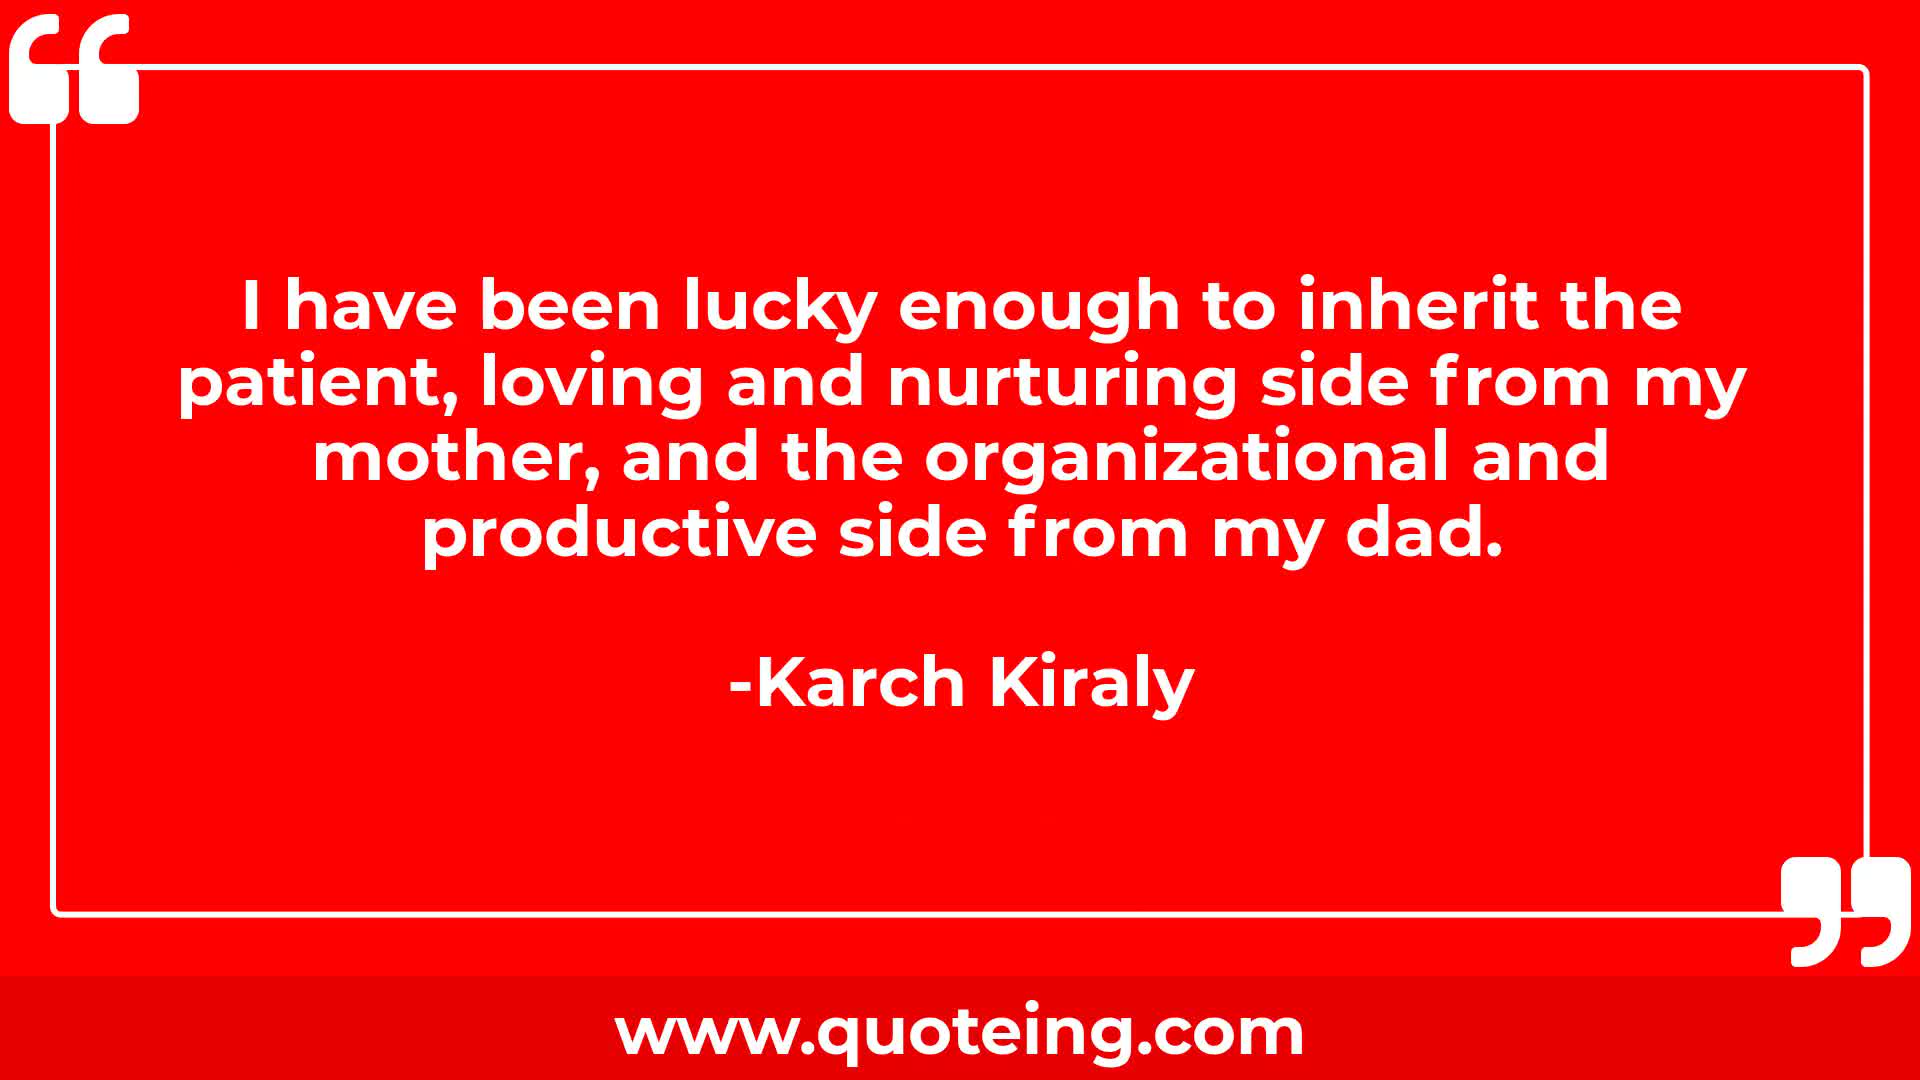 I have been lucky enough to inherit the
patient, loving and nurturing side from my
mother, and the organizational and
productive side from my dad.
-Karch Kiraly
www.quoteing.com